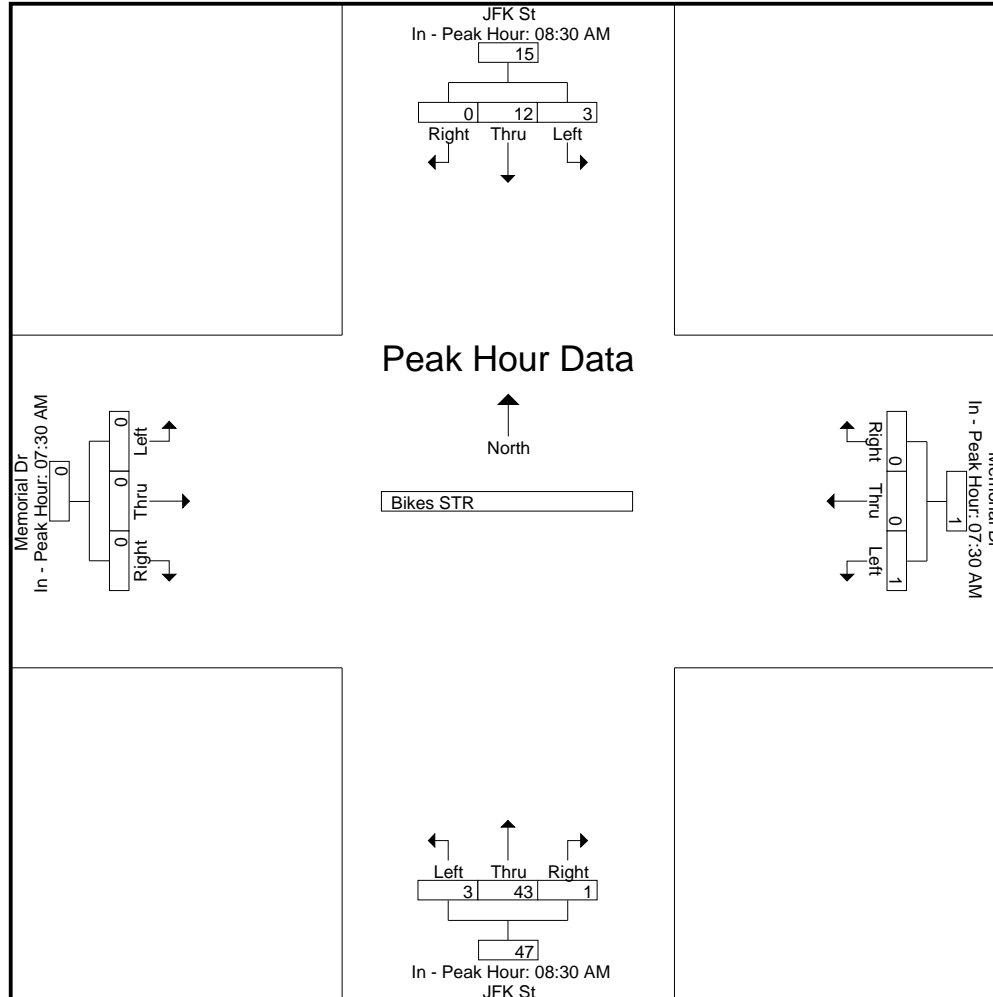 JFK St
In - Peak Hour: 08:30 AM
15
0 12 3
Right Thru Left
Peak Hour Data
North
Bikes STR
Memorial Dr
In - Peak Hour: 07:30 AM
0
0 0 0
Left Thru Right
In - Peak Hour: 07:30 AM
1
0 0 1
Right Thru Left
Left Thru Right
3 43 1
47
In - Peak Hour: 08:30 AM
JFK St